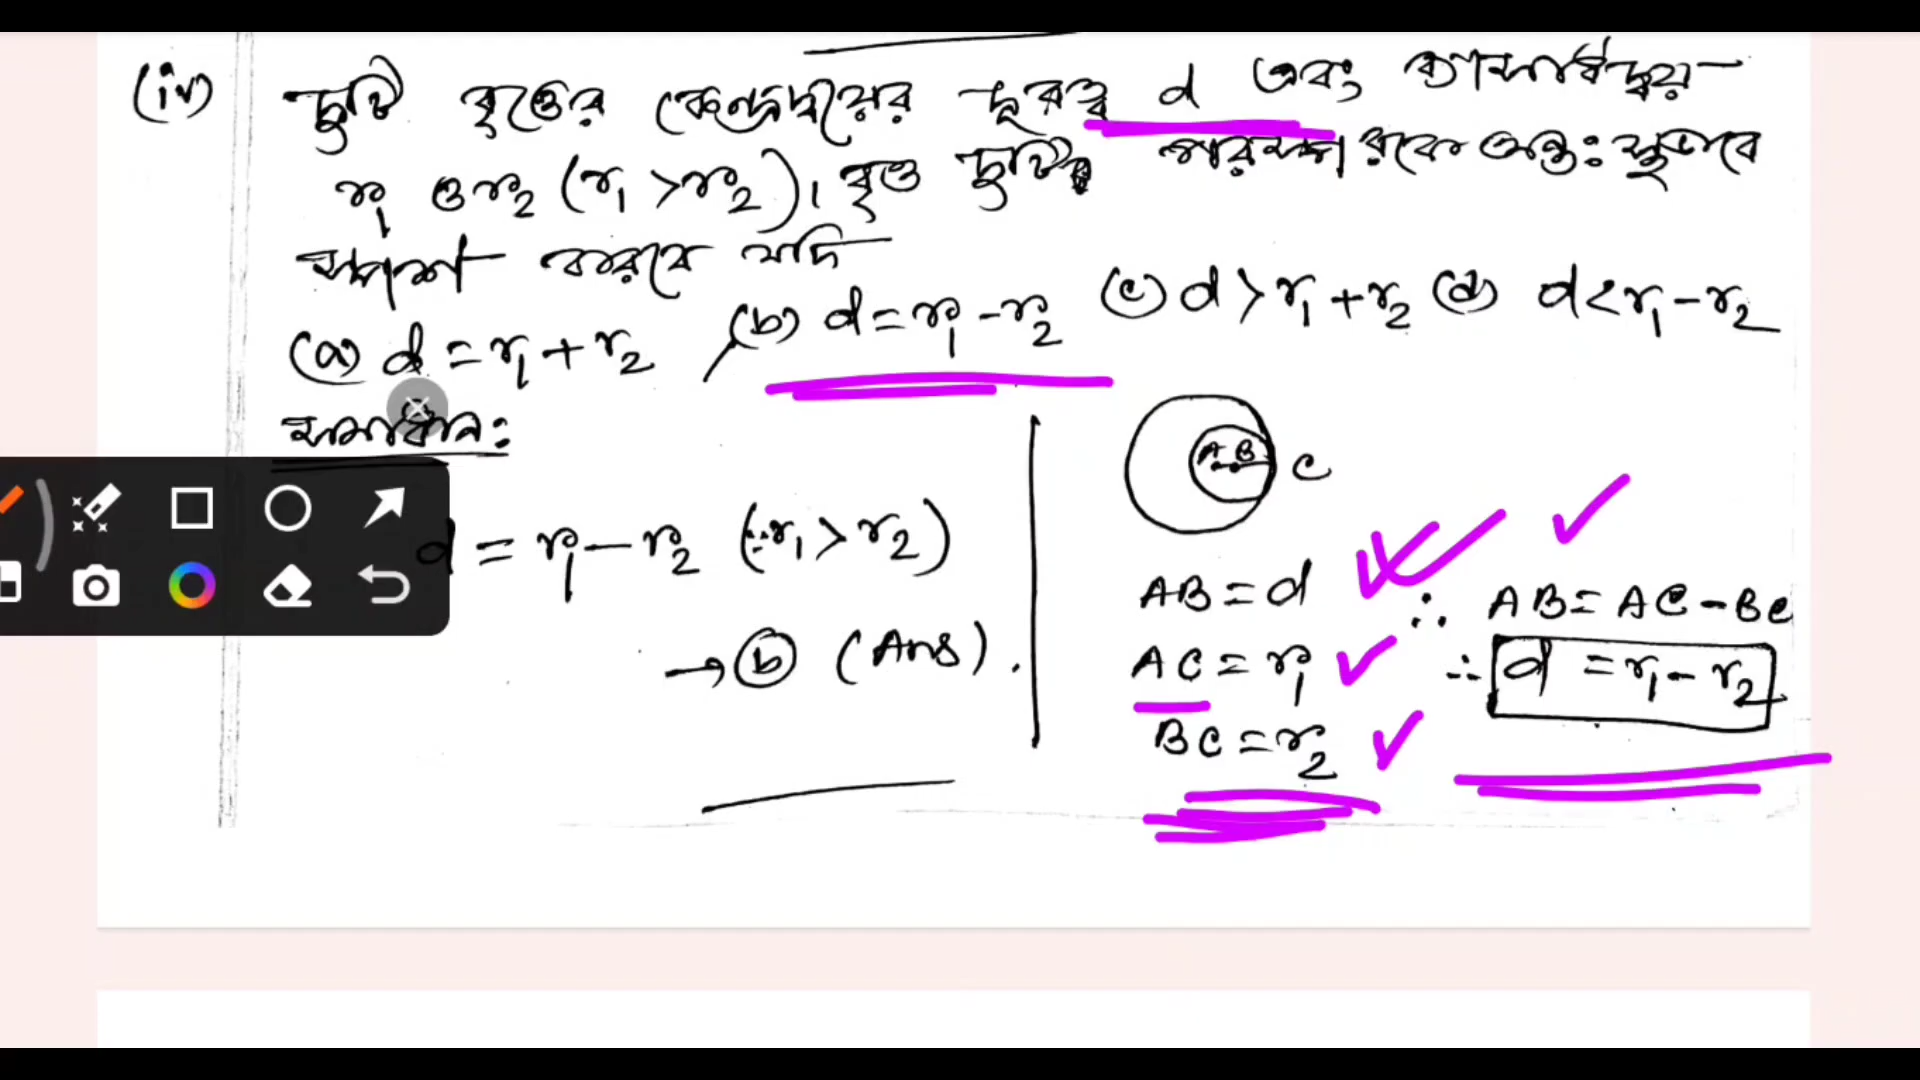 (iv) দুটি বৃত্তের কেন্দ্রদ্বয়ের দূরত্ব d এবং ব্যাসার্ধদ্বয়
r₁ ও r₂ (r₁ > r₂), বৃত্ত দুটি পরস্পরকে অন্তঃস্থভাবে
স্পর্শ করবে যদি
(a) d = r₁ + r₂ (b) d = r₁ - r₂ (c) d > r₁ + r₂ (d) d < r₁ - r₂
সমাধান:
d = r₁ - r₂ (∵ r₁ > r₂)
→ (b) (Ans).
A B C
AB = d
AC = r₁
BC = r₂
∴ AB = AC - BC
∴ d = r₁ - r₂